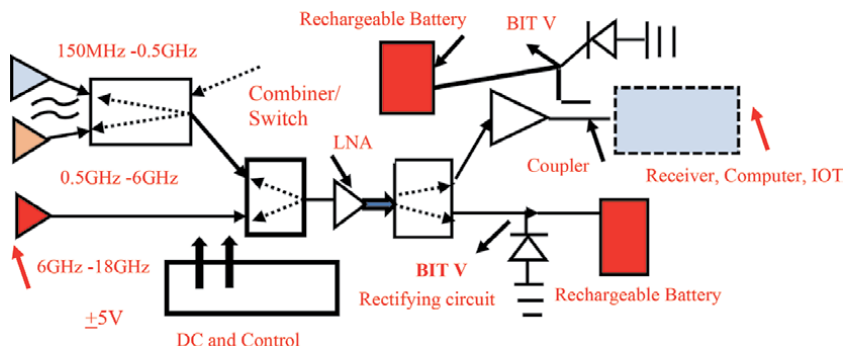 Rechargeable Battery
BIT V
150MHz -0.5GHz
Combiner/
Switch
LNA
Coupler
0.5GHz -6GHz
Receiver, Computer, IOT
6GHz -18GHz
BIT V
Rectifying circuit
Rechargeable Battery
±5V
DC and Control